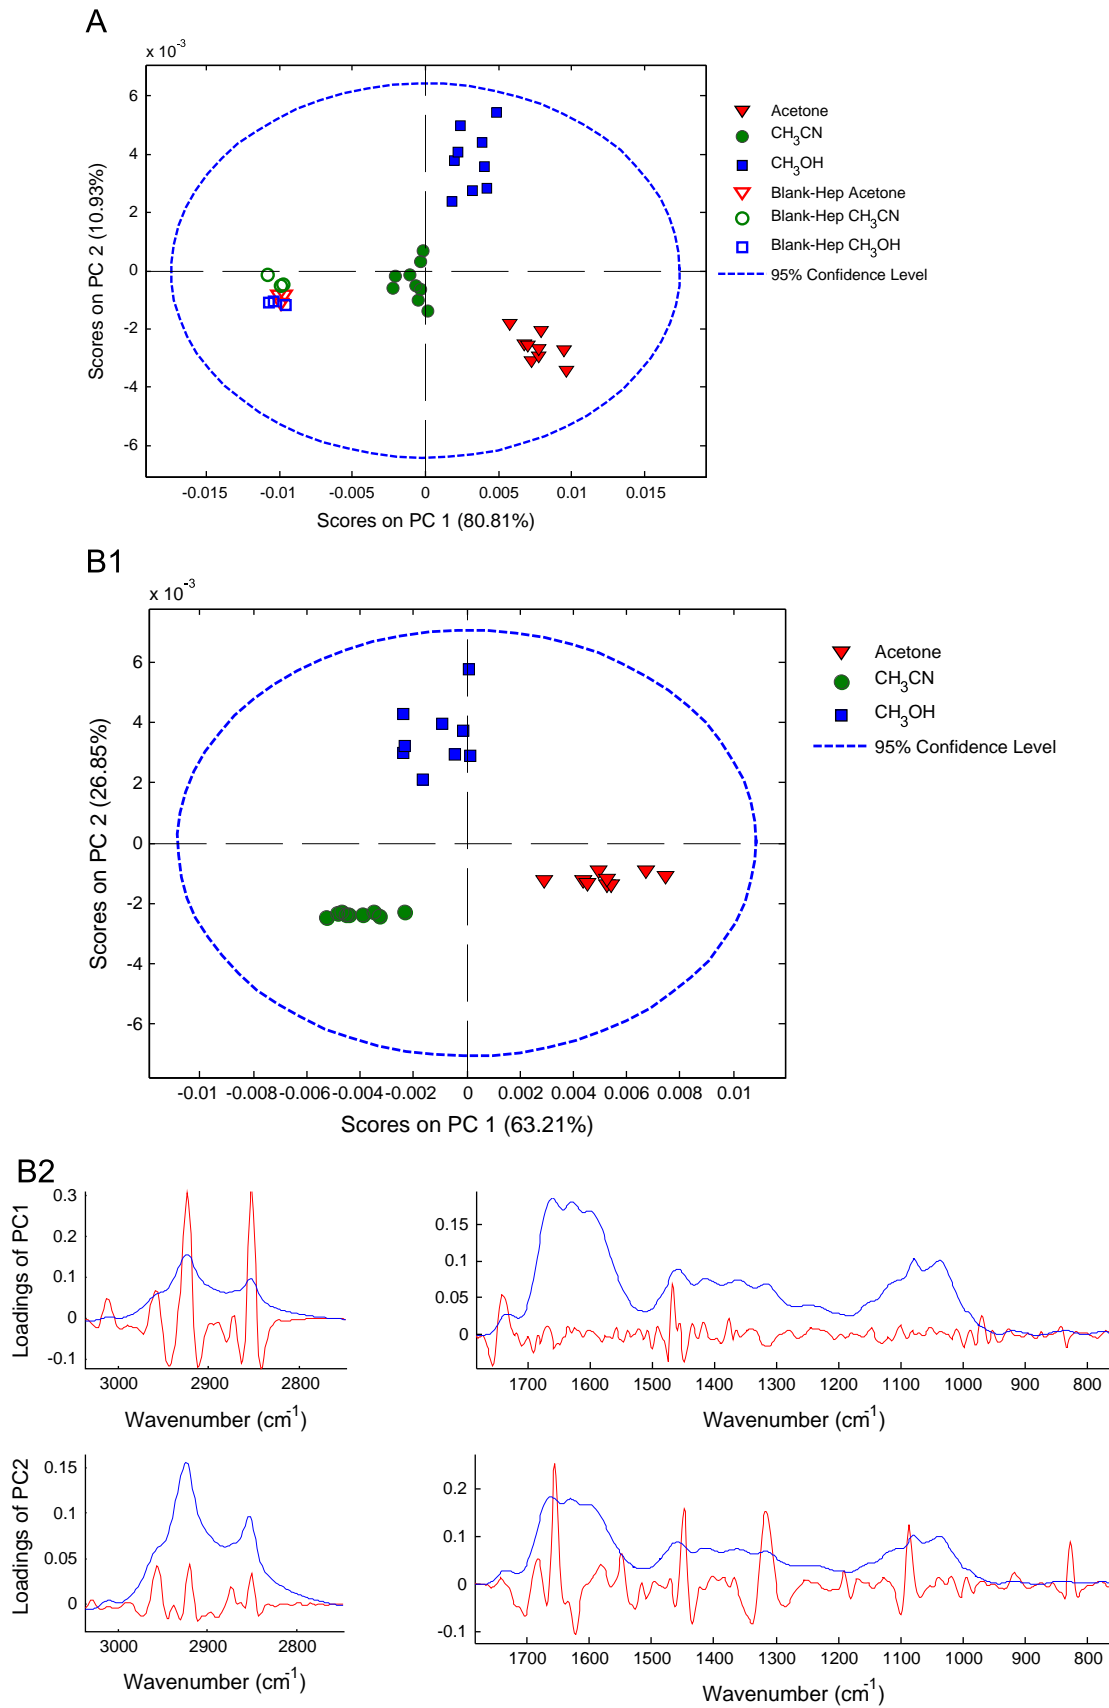 A
x 10⁻³
6
4
2
0
-2
-4
-6
Scores on PC 2 (10.93%)
-0.015 -0.01 -0.005 0 0.005 0.01 0.015
Scores on PC 1 (80.81%)
Acetone
CH₃CN
CH₃OH
Blank-Hep Acetone
Blank-Hep CH₃CN
Blank-Hep CH₃OH
95% Confidence Level
B1
x 10⁻³
6
4
2
0
-2
-4
-6
Scores on PC 2 (26.85%)
-0.01 -0.008 -0.006 -0.004 -0.002 0 0.002 0.004 0.006 0.008 0.01
Scores on PC 1 (63.21%)
Acetone
CH₃CN
CH₃OH
95% Confidence Level
B2
Loadings of PC1
0.3
0.2
0.1
0
-0.1
3000 2900 2800
Wavenumber (cm⁻¹)
0.15
0.1
0.05
0
1700 1600 1500 1400 1300 1200 1100 1000 900 800
Wavenumber (cm⁻¹)
Loadings of PC2
0.15
0.1
0.05
0
3000 2900 2800
Wavenumber (cm⁻¹)
0.2
0.1
0
-0.1
1700 1600 1500 1400 1300 1200 1100 1000 900 800
Wavenumber (cm⁻¹)